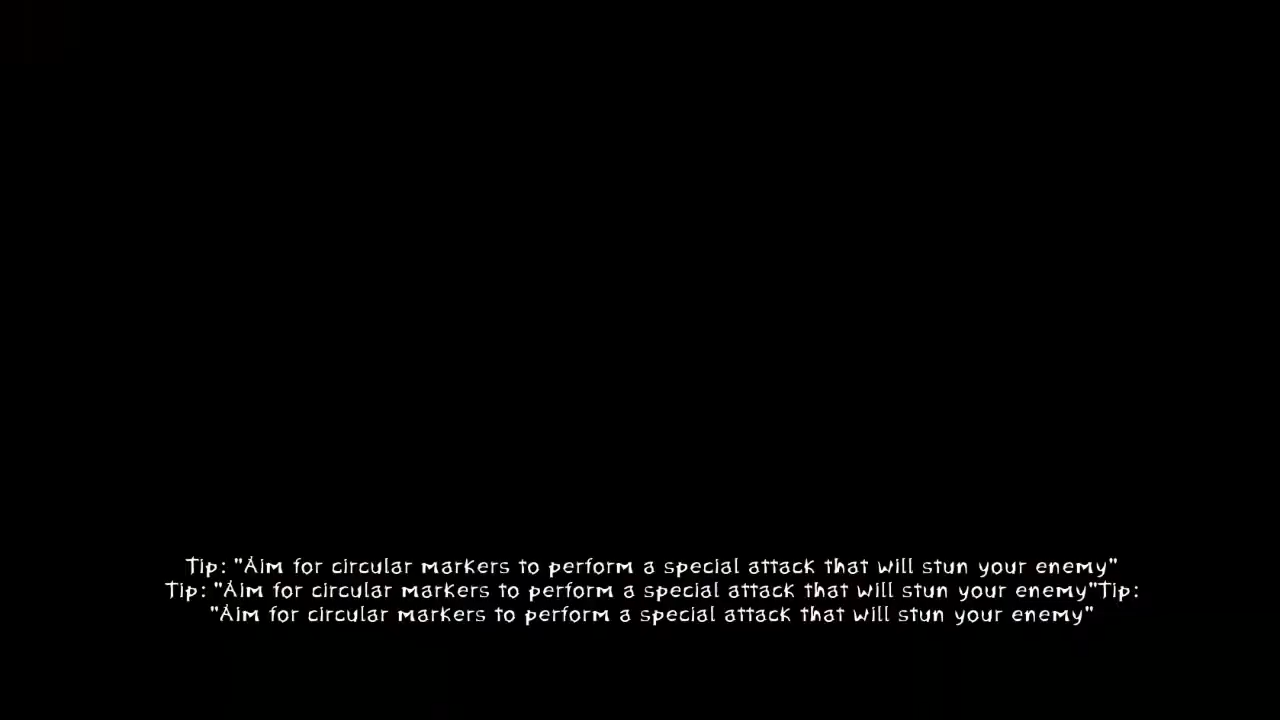 Tip: "Aim for circular markers to perform a special attack that will stun your enemy"
Tip: "Aim for circular markers to perform a special attack that will stun your enemy"Tip:
"Aim for circular markers to perform a special attack that will stun your enemy"